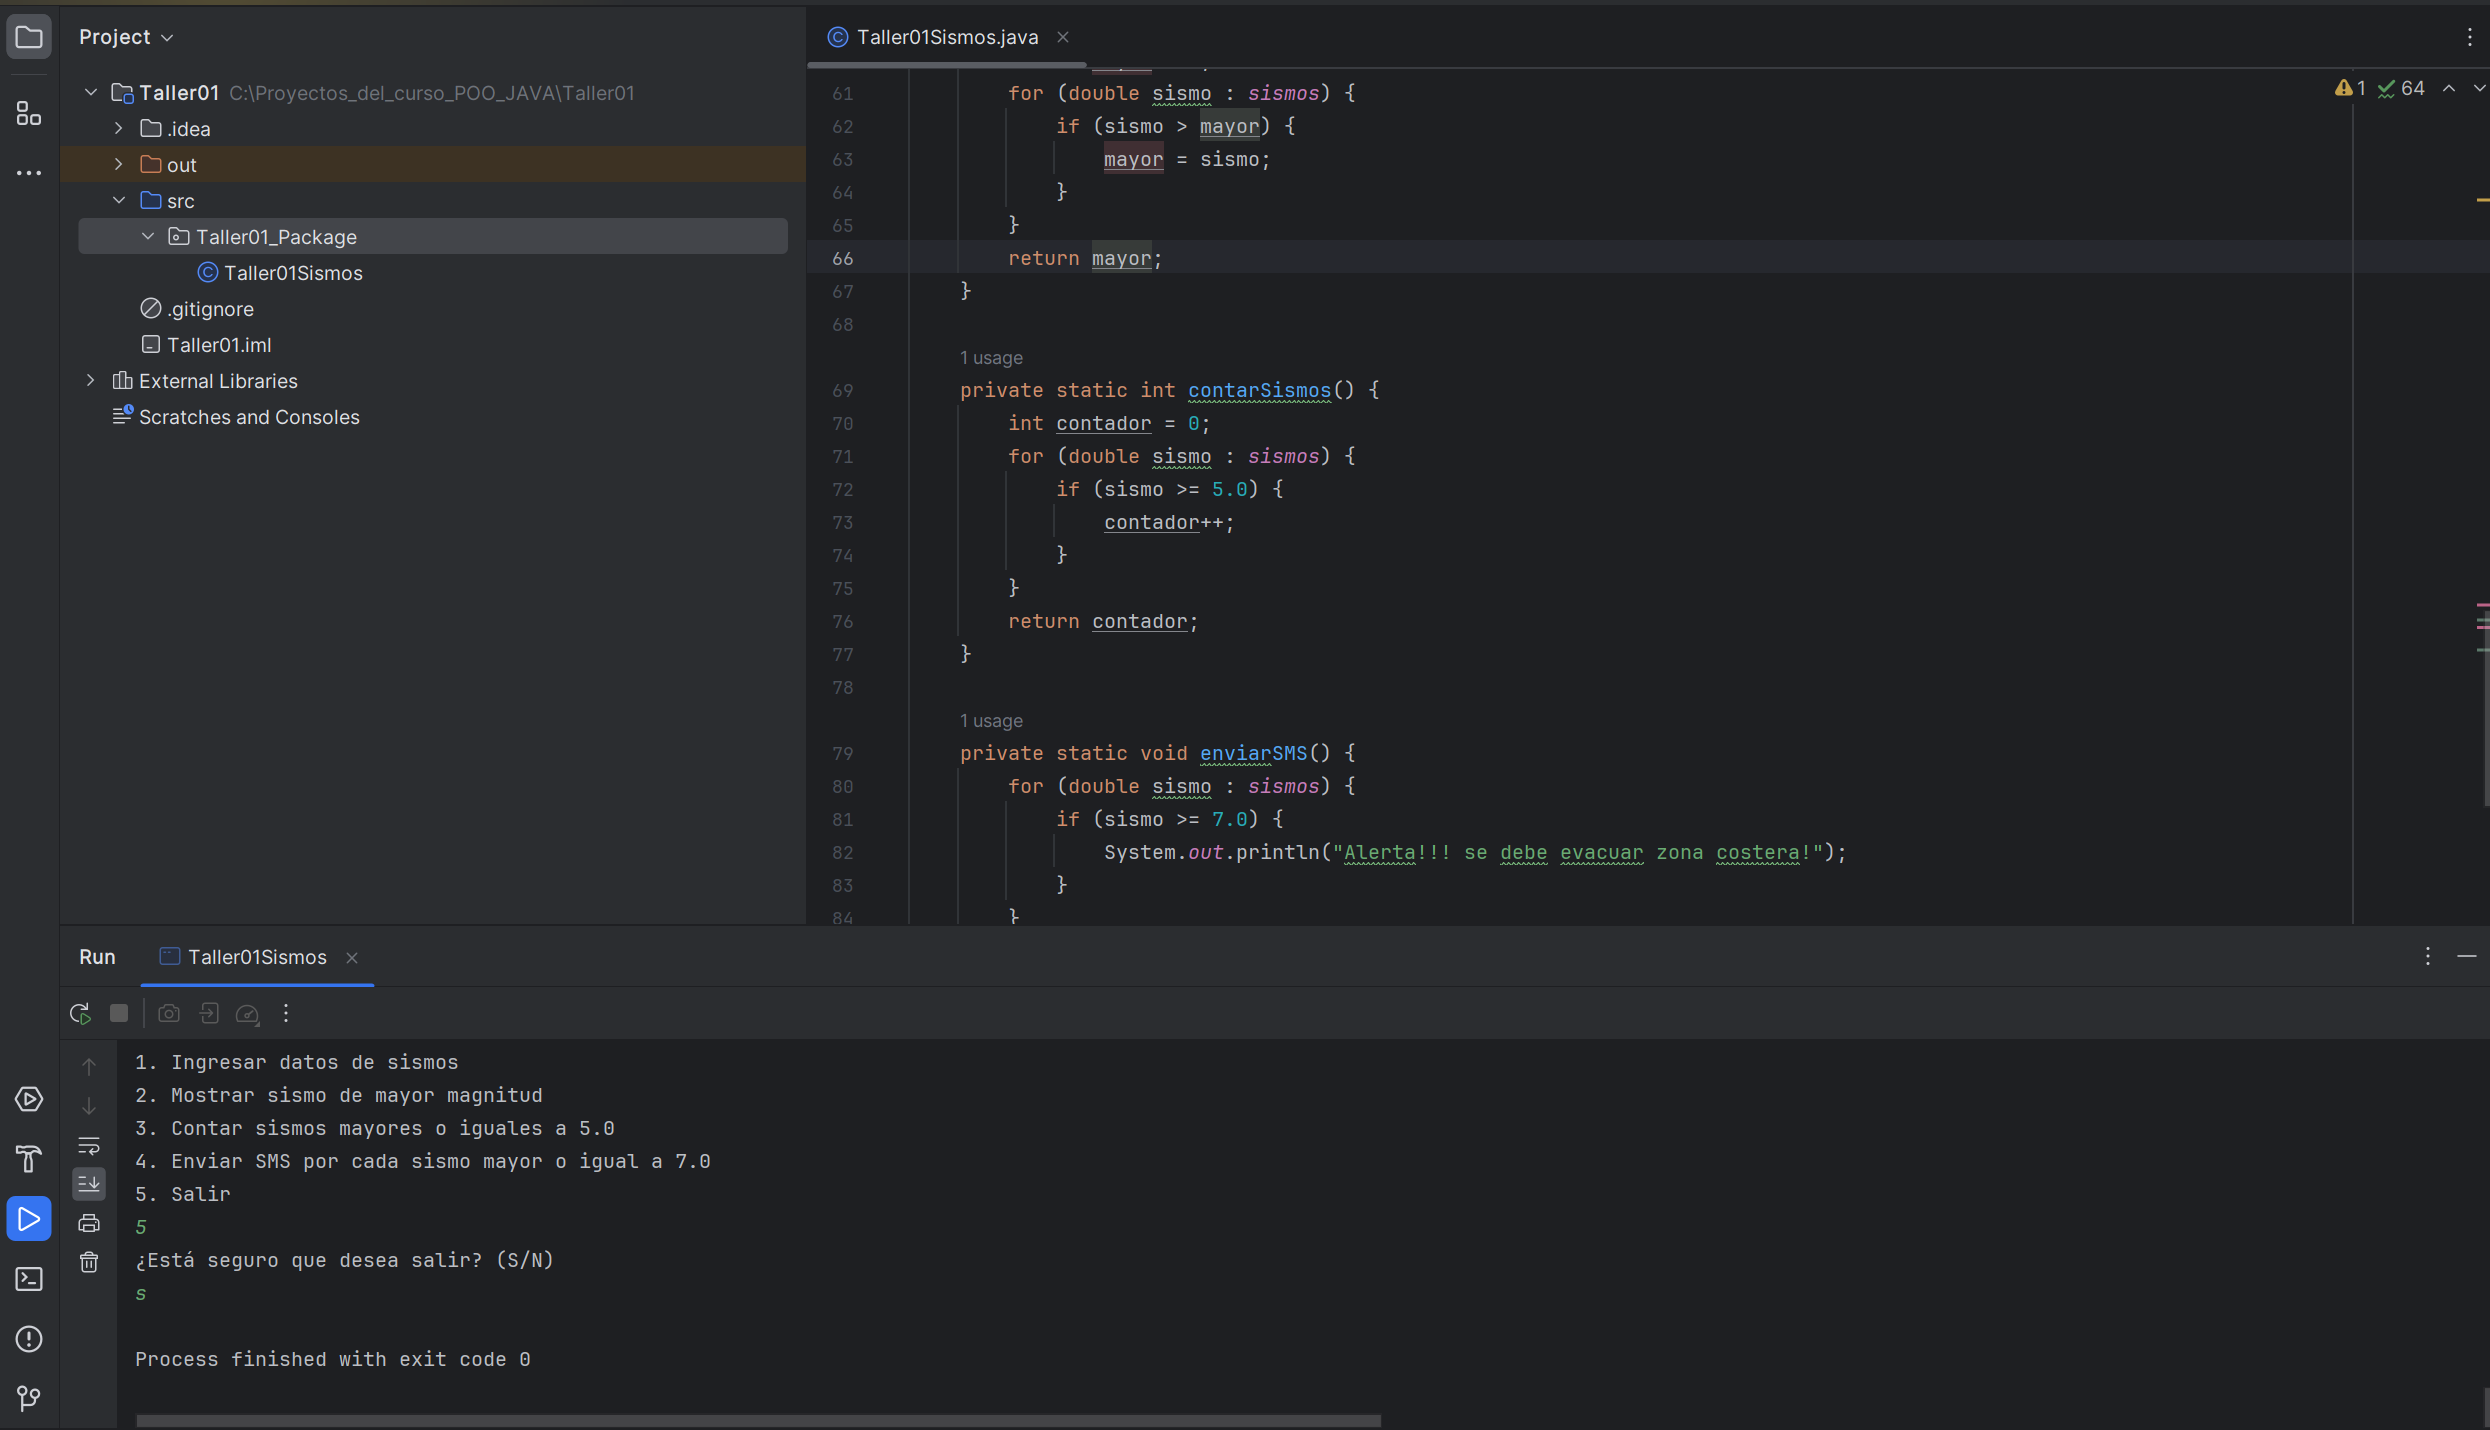 Project
Taller01 C:\Proyectos_del_curso_POO_JAVA\Taller01
.idea
out
src
Taller01_Package
Taller01Sismos
.gitignore
Taller01.iml
External Libraries
Scratches and Consoles
Taller01Sismos.java
1 64
61 for (double sismo : sismos) {
62 if (sismo > mayor) {
63 mayor = sismo;
64 }
65 }
66 return mayor;
67 }
68
1 usage
69 private static int contarSismos() {
70 int contador = 0;
71 for (double sismo : sismos) {
72 if (sismo >= 5.0) {
73 contador++;
74 }
75 }
76 return contador;
77 }
78
1 usage
79 private static void enviarSMS() {
80 for (double sismo : sismos) {
81 if (sismo >= 7.0) {
82 System.out.println("Alerta!!! se debe evacuar zona costera!");
83 }
84 }
Run Taller01Sismos
1. Ingresar datos de sismos
2. Mostrar sismo de mayor magnitud
3. Contar sismos mayores o iguales a 5.0
4. Enviar SMS por cada sismo mayor o igual a 7.0
5. Salir
5
¿Está seguro que desea salir? (S/N)
s
Process finished with exit code 0